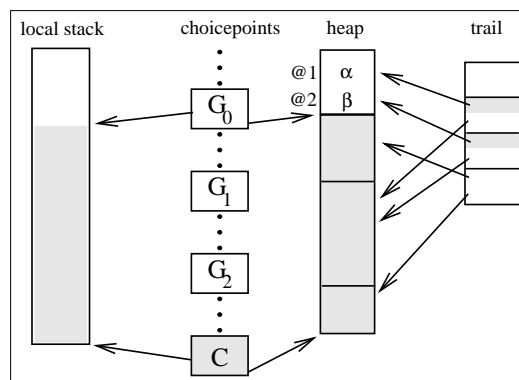 local stack choicepoints heap trail
@1 α
@2 β
G0
G1
G2
C